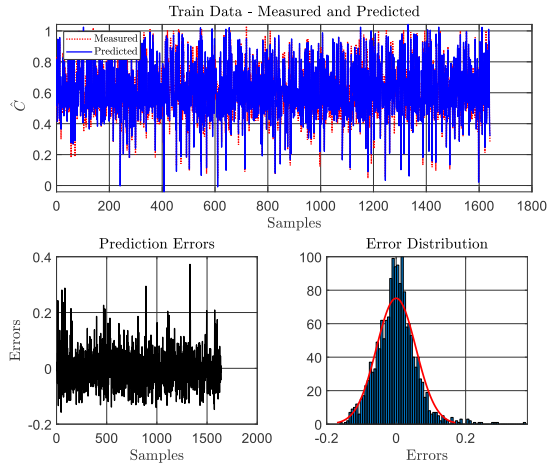 Train Data - Measured and Predicted
1
0.8
0.6
0.4
0.2
0
Ĉ
Measured
Predicted
0 200 400 600 800 1000 1200 1400 1600 1800
Samples
Prediction Errors
0.4
0.2
0
-0.2
Errors
0 500 1000 1500 2000
Samples
Error Distribution
100
80
60
40
20
0
-0.2 0 0.2
Errors